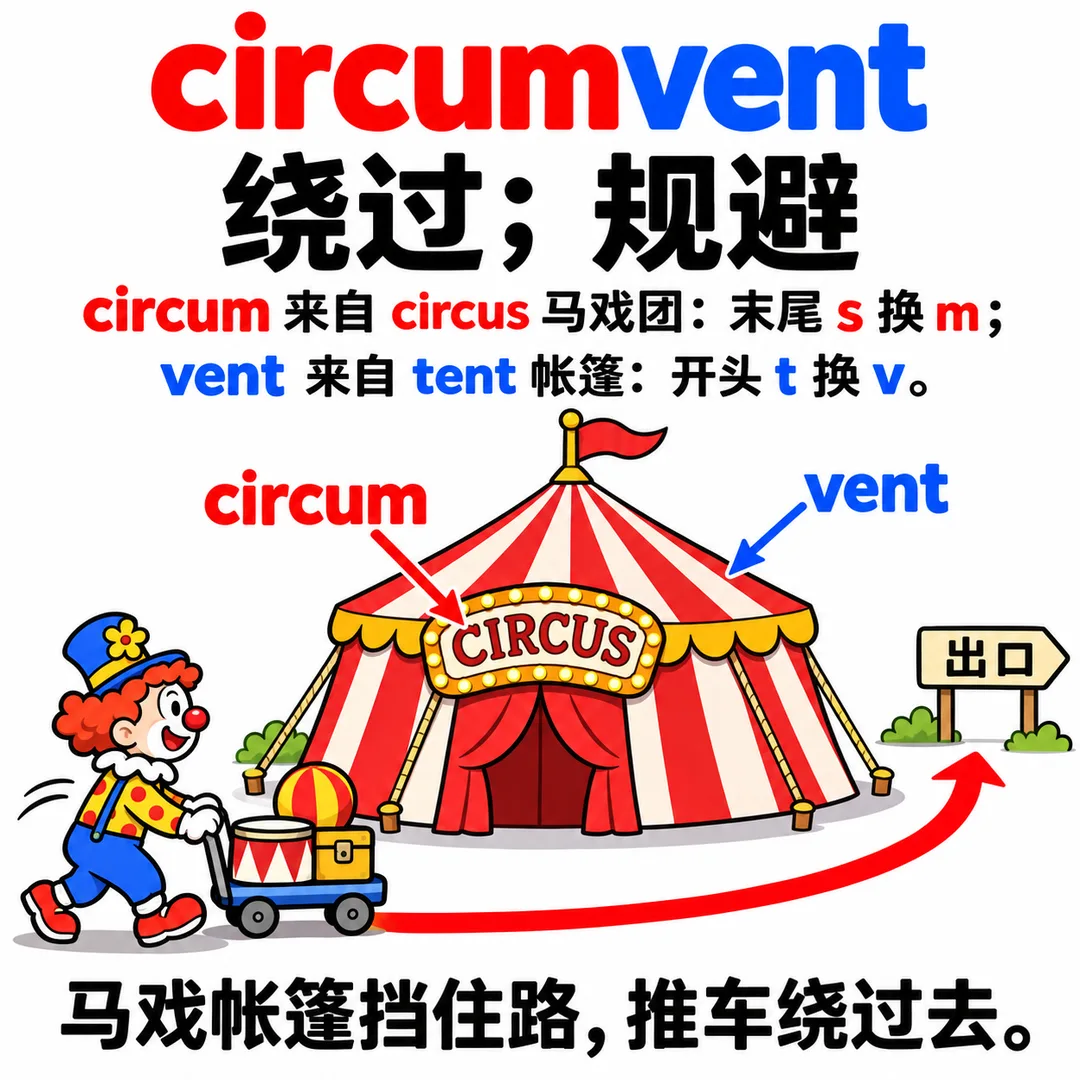 circumvent
绕过；规避
circum 来自 circus 马戏团：末尾 s 换 m；
vent 来自 tent 帐篷：开头 t 换 v。
circum
vent
CIRCUS
出口
马戏帐篷挡住路，推车绕过去。